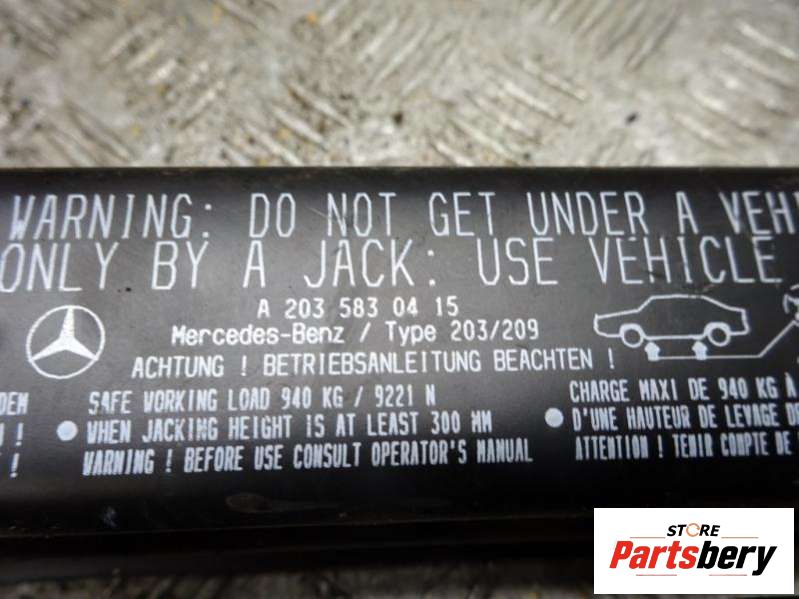 WARNING: DO NOT GET UNDER A VEHI
ONLY BY A JACK: USE VEHICLE
A 203 583 04 15
Mercedes-Benz / Type 203/209
ACHTUNG ! BETRIEBSANLEITUNG BEACHTEN !
DEM
SAFE WORKING LOAD 940 KG / 9221 N
WHEN JACKING HEIGHT IS AT LEAST 300 MM
WARNING ! BEFORE USE CONSULT OPERATOR'S MANUAL
CHARGE MAXI DE 940 KG À
D'UNE HAUTEUR DE LEVAGE DE
ATTENTION ! TENIR COMPTE DE
STORE
Partsbery